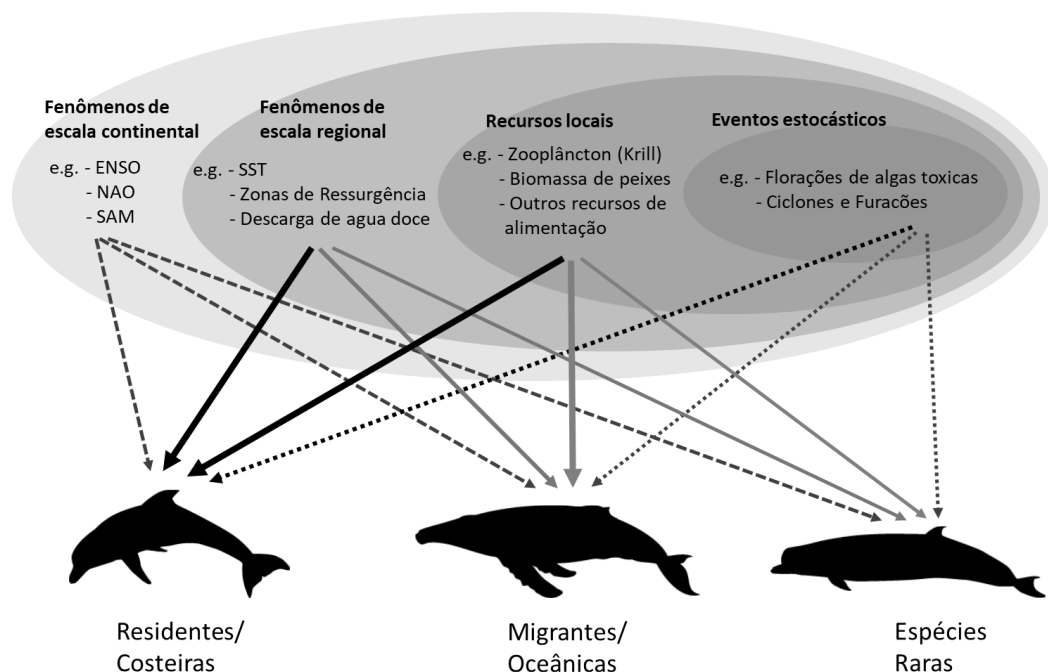 Fenômenos de
escala continental
e.g. - ENSO
- NAO
- SAM
Fenômenos de
escala regional
e.g. - SST
- Zonas de Ressurgência
- Descarga de agua doce
Recursos locais
e.g. - Zooplâncton (Krill)
- Biomassa de peixes
- Outros recursos de
alimentação
Eventos estocásticos
e.g. - Florações de algas toxicas
- Ciclones e Furacões
Residentes/
Costeiras
Migrantes/
Oceânicas
Espécies
Raras